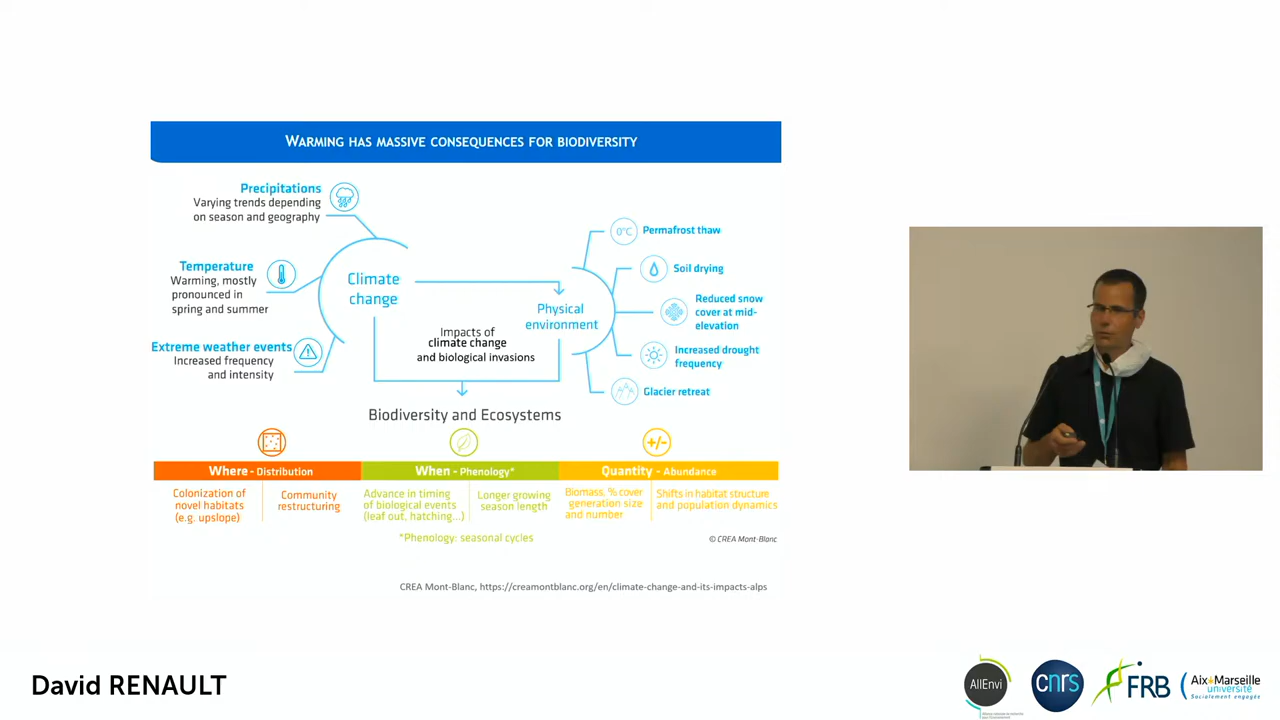 WARMING HAS MASSIVE CONSEQUENCES FOR BIODIVERSITY
Precipitations
Varying trends depending
on season and geography
Temperature
Warming, mostly
pronounced in
spring and summer
Extreme weather events
Increased frequency
and intensity
Climate
change
Impacts of
climate change
and biological invasions
Physical
environment
0°C
Permafrost thaw
Soil drying
Reduced snow
cover at mid-
elevation
Increased drought
frequency
Glacier retreat
Biodiversity and Ecosystems
+/-
Where - Distribution
When - Phenology*
Quantity - Abundance
Colonization of
novel habitats
(e.g. upslope)
Community
restructuring
Advance in timing
of biological events
(leaf out, hatching...)
Longer growing
season length
Biomass, % cover
generation size
and number
Shifts in habitat structure
and population dynamics
*Phenology: seasonal cycles
© CREA Mont-Blanc
CREA Mont-Blanc, https://creamontblanc.org/en/climate-change-and-its-impacts-alps
David RENAULT
AllEnvi
cnrs
FRB
Aix Marseille
université
Socialement engagée